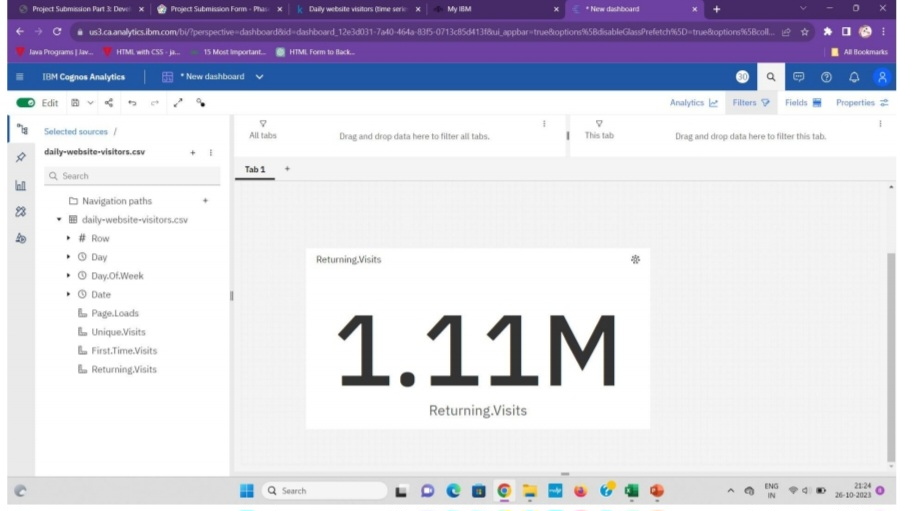 Project Submission Part 3: Devel
Project Submission Form - Phas
Daily website visitors (time serie
My IBM
* New dashboard
us3.ca.analytics.ibm.com/bi/?perspective=dashboard&id=dashboard_12e3d031-7a40-464a-83f5-0713c85d413f&ui_appbar=true&options%5BdisableGlassPrefetch%5D=true&options%5Bcoll...
Java Programs | Jav...
HTML with CSS - ja...
15 Most Important...
HTML Form to Back...
All Bookmarks
IBM Cognos Analytics
* New dashboard
30
Edit
Analytics
Filters
Fields
Properties
Selected sources /
daily-website-visitors.csv
Search
Navigation paths
daily-website-visitors.csv
# Row
Day
Day.Of.Week
Date
Page.Loads
Unique.Visits
First.Time.Visits
Returning.Visits
All tabs
Drag and drop data here to filter all tabs.
This tab
Drag and drop data here to filter this tab.
Tab 1
Returning.Visits
1.11M
Returning.Visits
Search
ENG
IN
21:24
26-10-2023